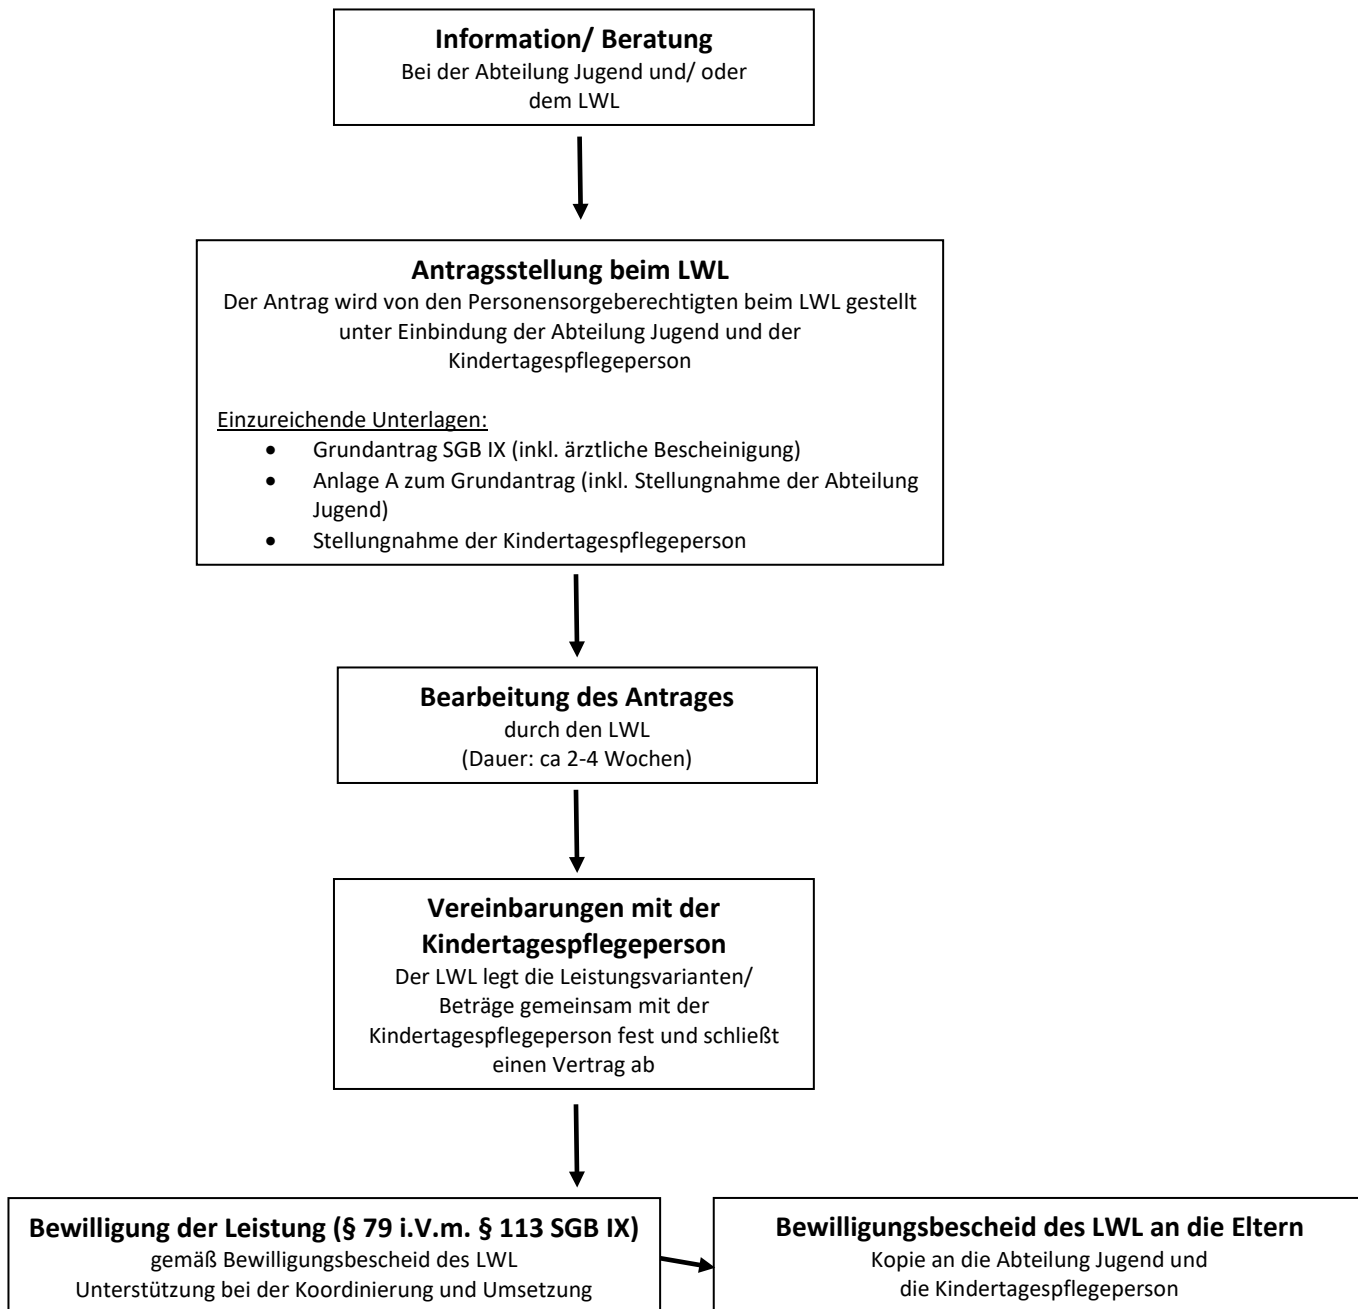 Information/ Beratung
Bei der Abteilung Jugend und/ oder
dem LWL
Antragsstellung beim LWL
Der Antrag wird von den Personensorgeberechtigten beim LWL gestellt
unter Einbindung der Abteilung Jugend und der
Kindertagespflegeperson
Einzureichende Unterlagen:
• Grundantrag SGB IX (inkl. ärztliche Bescheinigung)
• Anlage A zum Grundantrag (inkl. Stellungnahme der Abteilung
Jugend)
• Stellungnahme der Kindertagespflegeperson
Bearbeitung des Antrages
durch den LWL
(Dauer: ca 2-4 Wochen)
Vereinbarungen mit der
Kindertagespflegeperson
Der LWL legt die Leistungsvarianten/
Beträge gemeinsam mit der
Kindertagespflegeperson fest und schließt
einen Vertrag ab
Bewilligung der Leistung (§ 79 i.V.m. § 113 SGB IX)
gemäß Bewilligungsbescheid des LWL
Unterstützung bei der Koordinierung und Umsetzung
Bewilligungsbescheid des LWL an die Eltern
Kopie an die Abteilung Jugend und
die Kindertagespflegeperson